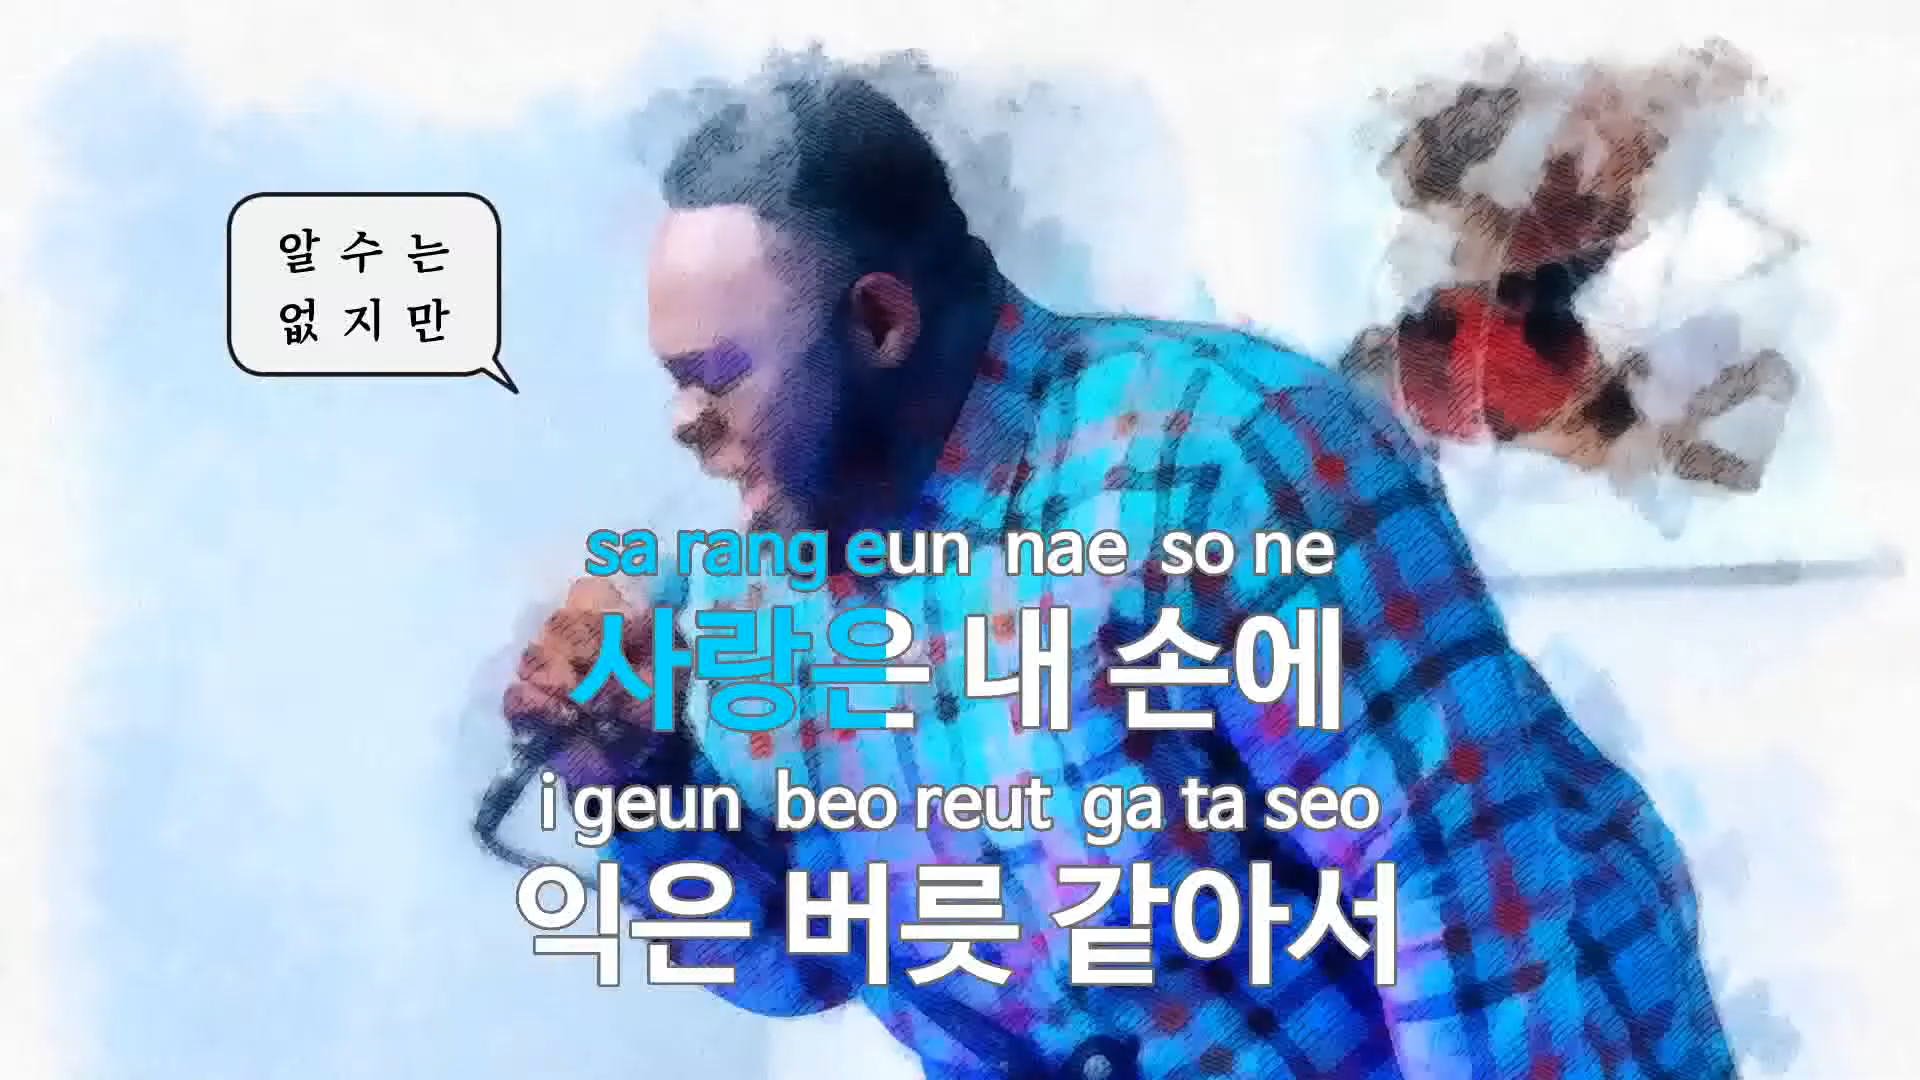 알 수 는
없 지 만
sa rang eun nae so ne
사랑은 내 손에
i geun beo reut ga ta seo
익은 버릇 같아서